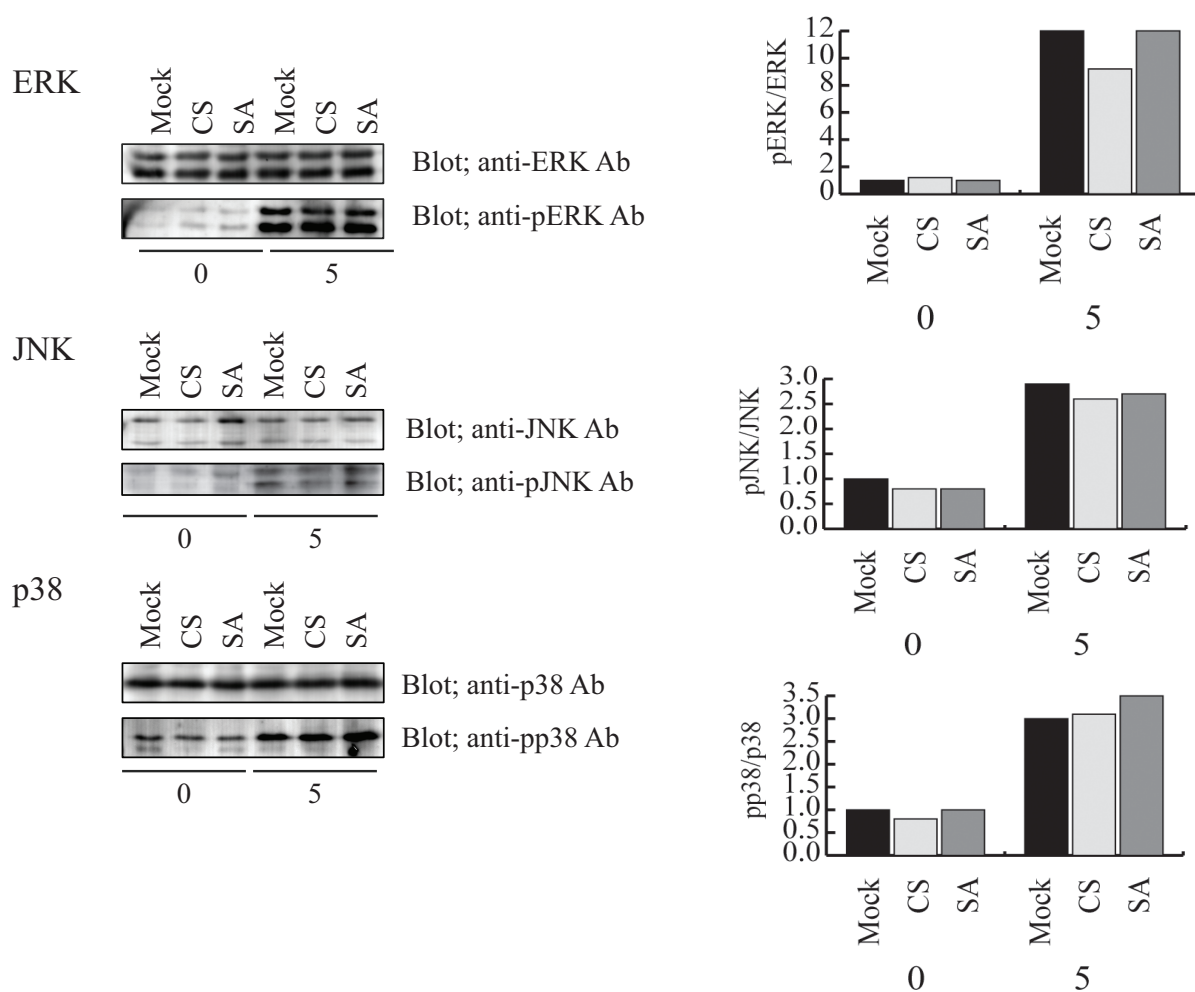 ERK
Mock CS SA Mock CS SA
Blot; anti-ERK Ab
Blot; anti-pERK Ab
0 5
pERK/ERK
12
10
8
6
4
2
0
Mock CS SA Mock CS SA
0 5
JNK
Mock CS SA Mock CS SA
Blot; anti-JNK Ab
Blot; anti-pJNK Ab
0 5
pJNK/JNK
3.0
2.5
2.0
1.5
1.0
0.5
0.0
Mock CS SA Mock CS SA
0 5
p38
Mock CS SA Mock CS SA
Blot; anti-p38 Ab
Blot; anti-pp38 Ab
0 5
pp38/p38
3.5
3.0
2.5
2.0
1.5
1.0
0.5
0.0
Mock CS SA Mock CS SA
0 5